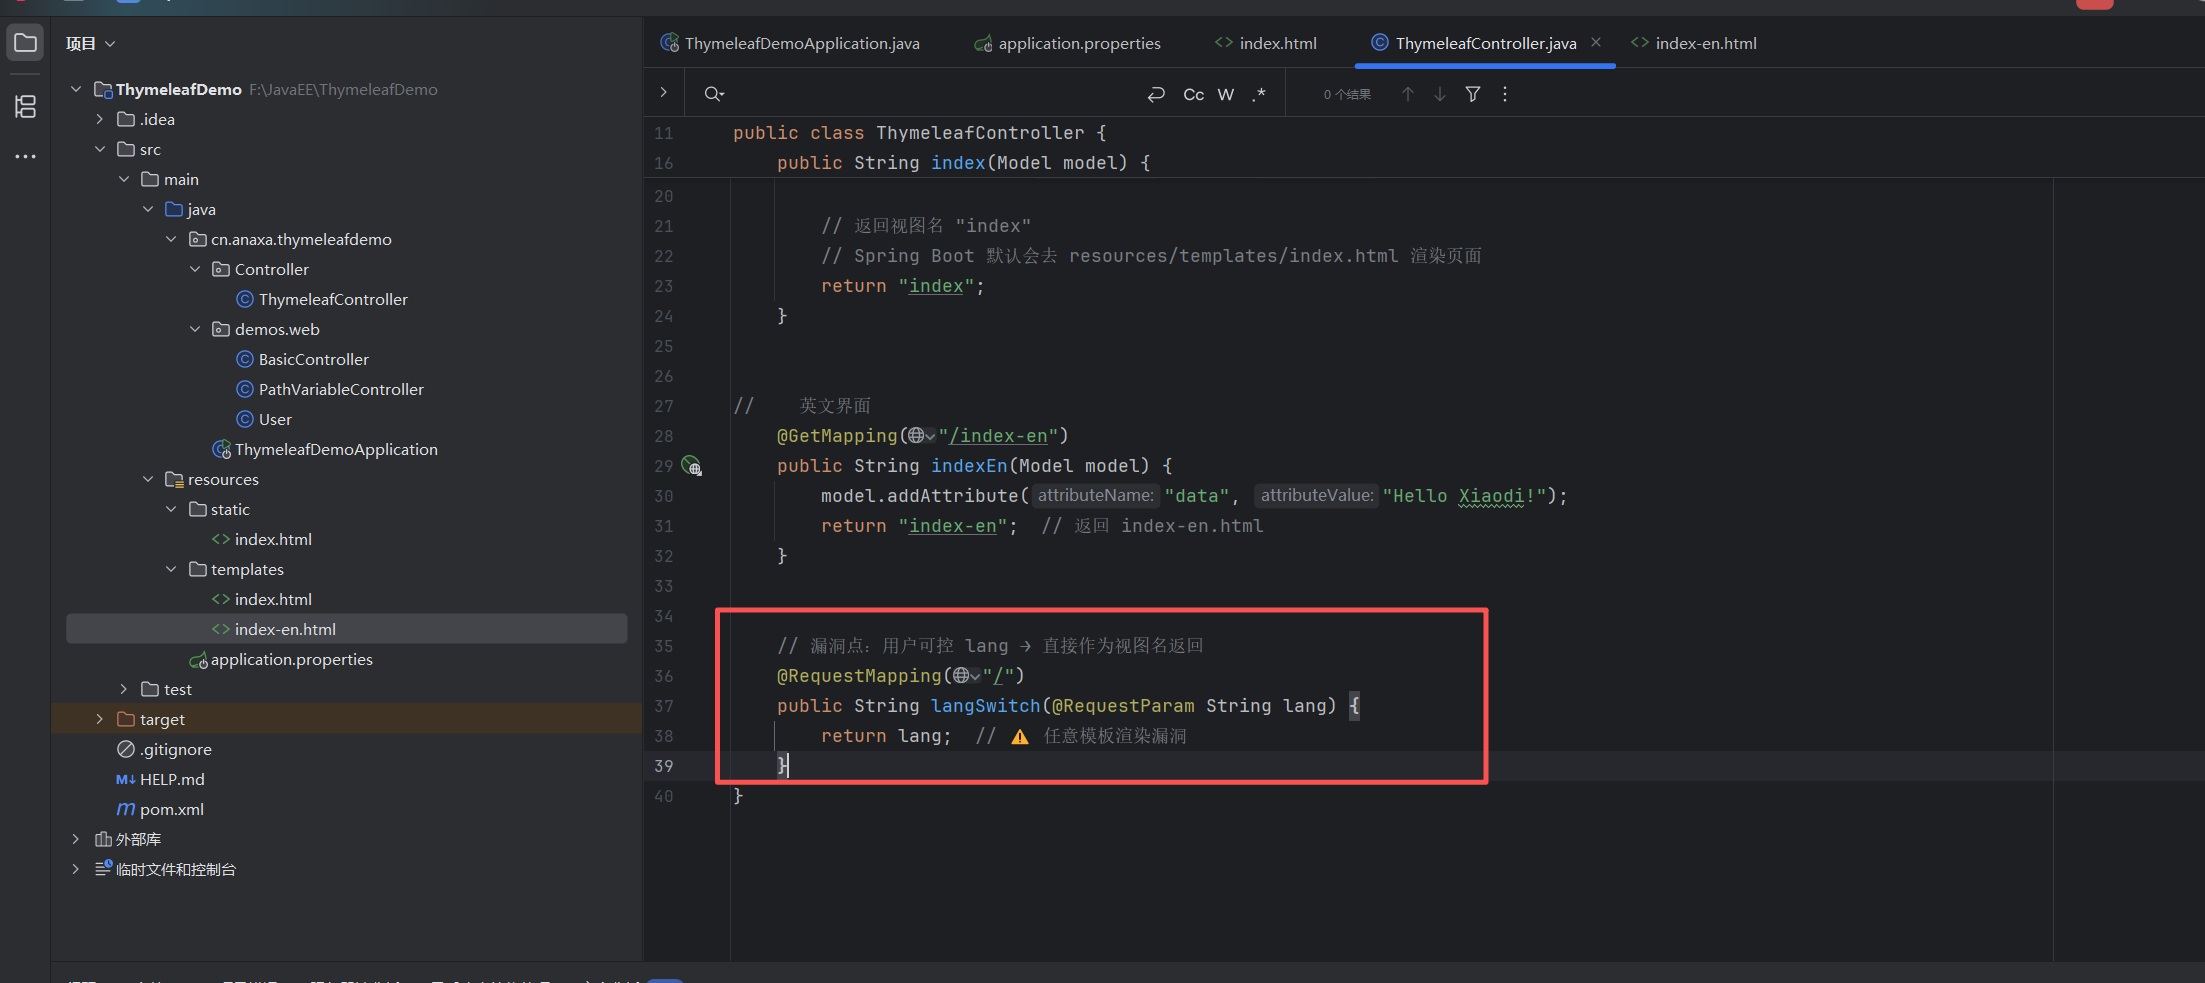 项目
ThymeleafDemo F:\JavaEE\ThymeleafDemo
.idea
src
main
java
cn.anaxa.thymeleafdemo
Controller
ThymeleafController
demos.web
BasicController
PathVariableController
User
ThymeleafDemoApplication
resources
static
index.html
templates
index.html
index-en.html
application.properties
test
target
.gitignore
HELP.md
pom.xml
外部库
临时文件和控制台
ThymeleafDemoApplication.java application.properties index.html ThymeleafController.java index-en.html
Cc W .* 0 个结果
11 public class ThymeleafController {
16 public String index(Model model) {
20
21 // 返回视图名 "index"
22 // Spring Boot 默认会去 resources/templates/index.html 渲染页面
23 return "index";
24 }
25
26
27 // 英文界面
28 @GetMapping("/index-en")
29 public String indexEn(Model model) {
30 model.addAttribute( attributeName: "data", attributeValue: "Hello Xiaodi!");
31 return "index-en"; // 返回 index-en.html
32 }
33
34
35 // 漏洞点：用户可控 lang → 直接作为视图名返回
36 @RequestMapping("/")
37 public String langSwitch(@RequestParam String lang) {
38 return lang; // ⚠ 任意模板渲染漏洞
39 }
40 }